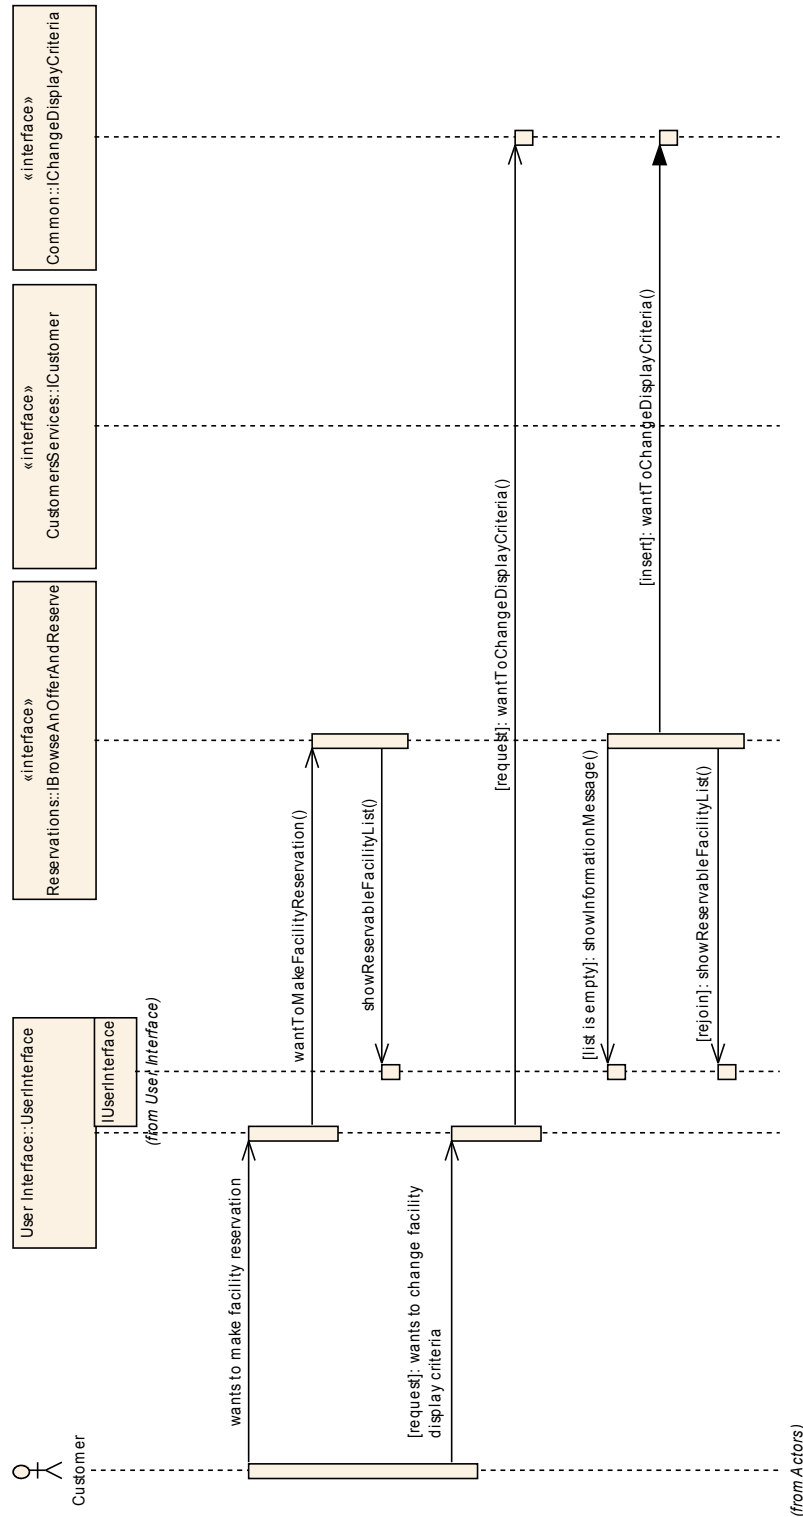 Customer
User Interface::UserInterface
IUserInterface
(from User Interface)
«interface»
Reservations::IBrowseAnOfferAndReserve
«interface»
CustomersServices::ICustomer
«interface»
Common::IChangeDisplayCriteria
wants to make facility reservation
wantToMakeFacilityReservation()
showReservableFacilityList()
[request]: wants to change facility
display criteria
[request]: wantToChangeDisplayCriteria()
[list is empty]: showInformationMessage()
[insert]: wantToChangeDisplayCriteria()
[rejoin]: showReservableFacilityList()
(from Actors)